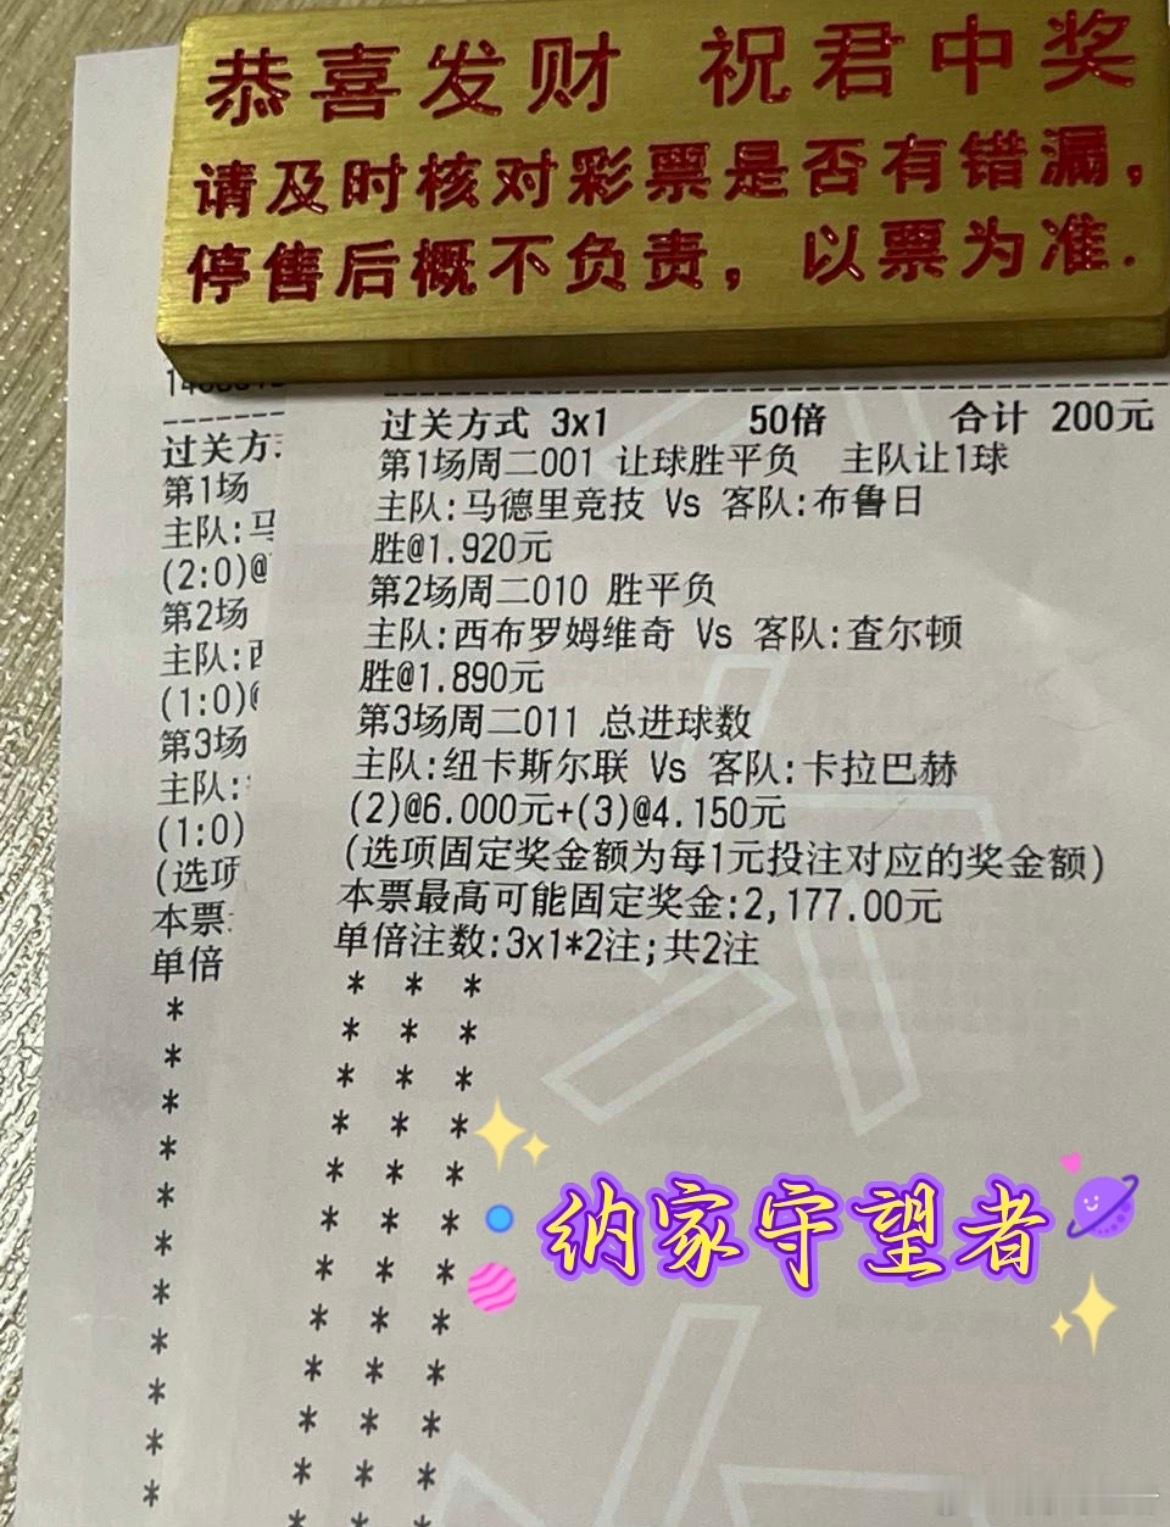 恭喜发财 祝君中奖
请及时核对彩票是否有错漏，
停售后概不负责，以票为准.
过关方式 3x1 50倍 合计 200元
第1场周二001 让球胜平负 主队让1球
主队:马德里竞技 Vs 客队:布鲁日
胜@1.920元
第2场周二010 胜平负
主队:西布罗姆维奇 Vs 客队:查尔顿
胜@1.890元
第3场周二011 总进球数
主队:纽卡斯尔联 Vs 客队:卡拉巴赫
(2)@6.000元+(3)@4.150元
(选项固定奖金额为每1元投注对应的奖金额)
本票最高可能固定奖金:2,177.00元
单倍注数:3x1*2注;共2注
过关方
第1场
主队:马
(2:0)@
第2场
主队:西
(1:0)@
第3场
主队:
(1:0)
(选项
本票
单倍
纳家守望者